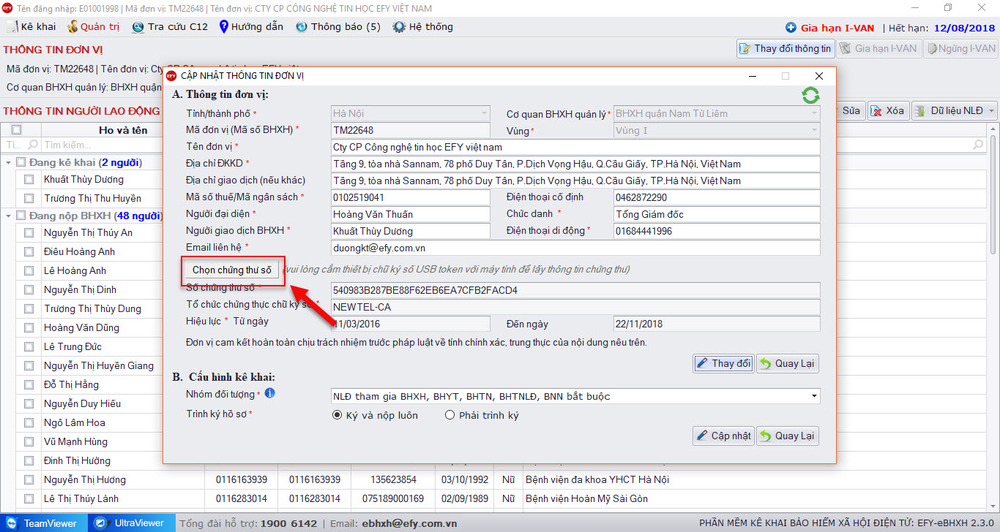 EFY Tên đăng nhập: E01001998 | Mã đơn vị: TM22648 | Tên đơn vị: CTY CP CÔNG NGHỆ TIN HỌC EFY VIỆT NAM
Kê khai Quản trị Tra cứu C12 Hướng dẫn Thông báo (5) Hệ thống Gia hạn I-VAN | Hết hạn: 12/08/2018
THÔNG TIN ĐƠN VỊ Thay đổi thông tin Gia hạn I-VAN Ngừng I-VAN
Mã đơn vị: TM22648 | Tên đơn vị: Cty
Cơ quan BHXH quản lý: BHXH quận
THÔNG TIN NGƯỜI LAO ĐỘNG Sửa Xóa Dữ liệu NLĐ
Họ và tên
Tì... Tìm kiếm...
Đang kê khai (2 người)
Khuất Thùy Dương
Trương Thị Thu Huyền
Đang nộp BHXH (48 người)
Nguyễn Thị Thúy An
Điêu Hoàng Anh
Lê Hoàng Anh
Nguyễn Thị Dinh
Trương Thị Thùy Dung
Hoàng Văn Dũng
Lê Trung Đức
Nguyễn Thị Huyền Giang
Đỗ Thị Hằng
Nguyễn Duy Hiếu
Ngô Lâm Hoa
Vũ Mạnh Hùng
Đinh Thị Hưởng
Nguyễn Thị Hương 0116163939 0116163939 135623854 03/10/1992 Nữ Bệnh viện đa khoa YHCT Hà Nội
Lê Thị Thúy Lành 0116283014 0116283014 075189000169 02/09/1989 Nữ Bệnh viện Hoàn Mỹ Sài Gòn
EFY CẬP NHẬT THÔNG TIN ĐƠN VỊ
A. Thông tin đơn vị:
Tỉnh/thành phố * Hà Nội Cơ quan BHXH quản lý * BHXH quận Nam Từ Liêm
Mã đơn vị (Mã số BHXH) * TM22648 Vùng * Vùng I
Tên đơn vị * Cty CP Công nghệ tin học EFY việt nam
Địa chỉ ĐKKD * Tầng 9, tòa nhà Sannam, 78 phố Duy Tân, P.Dịch Vọng Hậu, Q.Cầu Giấy, TP.Hà Nội, Việt Nam
Địa chỉ giao dịch (nếu khác) Tầng 9, tòa nhà Sannam, 78 phố Duy Tân, P.Dịch Vọng Hậu, Q.Cầu Giấy, TP.Hà Nội, Việt Nam
Mã số thuế/Mã ngân sách * 0102519041 Điện thoại cố định 0462872290
Người đại diện * Hoàng Văn Thuấn Chức danh * Tổng Giám đốc
Người giao dịch BHXH * Khuất Thùy Dương Điện thoại di động * 01684441996
Email liên hệ * duongkt@efy.com.vn
Chọn chứng thư số (vui lòng cắm thiết bị chữ ký số USB token với máy tính để lấy thông tin chứng thư)
Số chứng thư số * 540983B287BE88F62EB6EA7CFB2FACD4
Tổ chức chứng thực chữ ký số * NEWTEL-CA
Hiệu lực * Từ ngày 11/03/2016 Đến ngày 22/11/2018
Đơn vị cam kết hoàn toàn chịu trách nhiệm trước pháp luật về tính chính xác, trung thực của nội dung nêu trên.
Thay đổi Quay Lại
B. Cấu hình kê khai:
Nhóm đối tượng * NLĐ tham gia BHXH, BHYT, BHTN, BHTNLĐ, BNN bắt buộc
Trình ký hồ sơ * Ký và nộp luôn Phải trình ký
Cập nhật Quay Lại
TeamViewer UltraViewer Tổng đài hỗ trợ: 1900 6142 | Email: ebhxh@efy.com.vn PHẦN MỀM KÊ KHAI BẢO HIỂM XÃ HỘI ĐIỆN TỬ: EFY-eBHXH 2.3.0